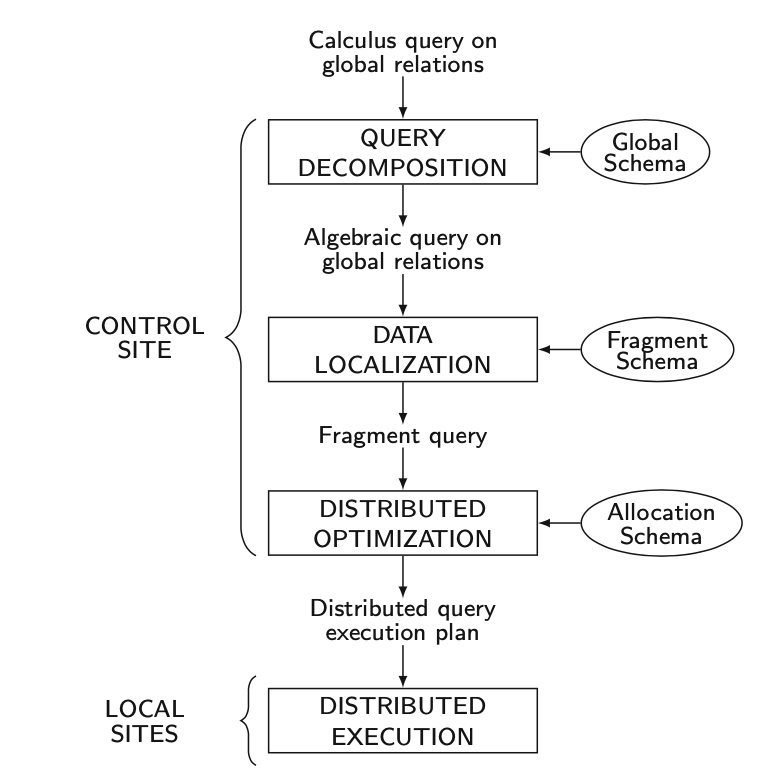 Calculus query on
global relations
QUERY
DECOMPOSITION
Global
Schema
Algebraic query on
global relations
CONTROL
SITE
DATA
LOCALIZATION
Fragment
Schema
Fragment query
DISTRIBUTED
OPTIMIZATION
Allocation
Schema
Distributed query
execution plan
LOCAL
SITES
DISTRIBUTED
EXECUTION